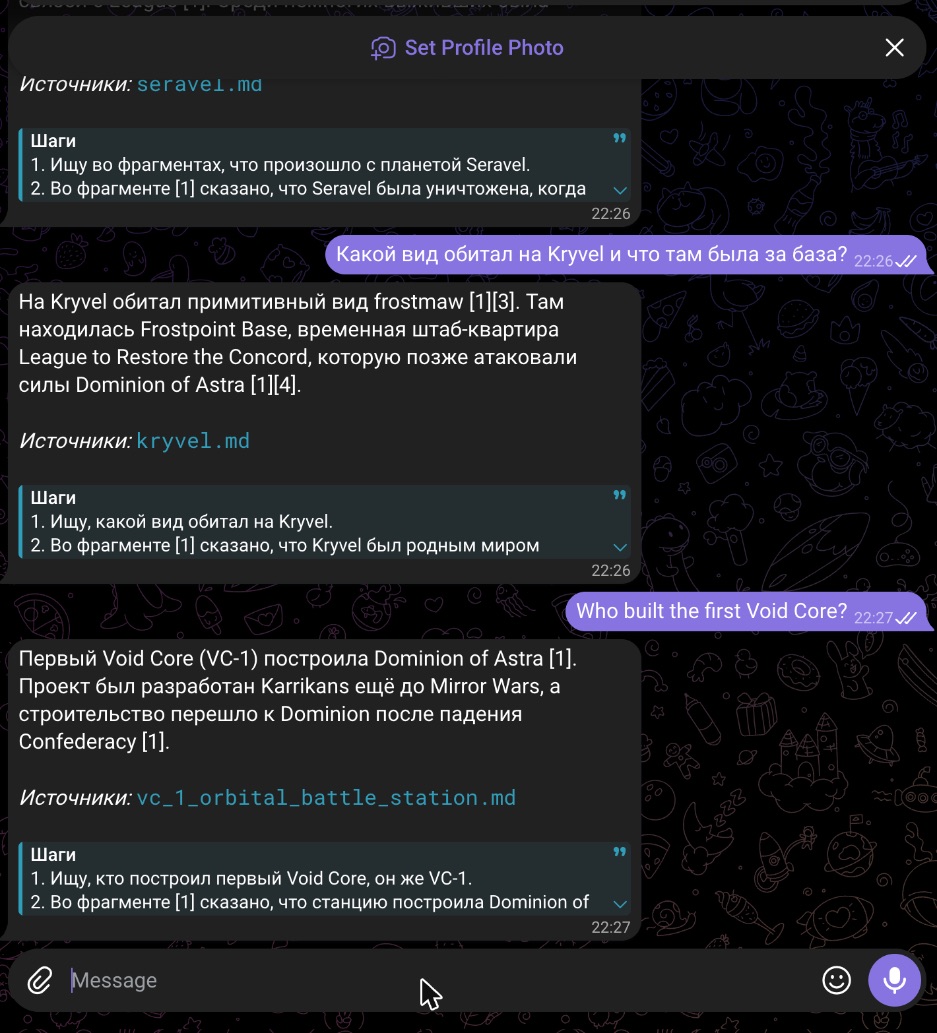 Set Profile Photo
Источники: seravel.md
Шаги
1. Ищу во фрагментах, что произошло с планетой Seravel.
2. Во фрагменте [1] сказано, что Seravel была уничтожена, когда
22:26
Какой вид обитал на Kryvel и что там была за база? 22:26
На Kryvel обитал примитивный вид frostmaw [1][3]. Там
находилась Frostpoint Base, временная штаб-квартира
League to Restore the Concord, которую позже атаковали
силы Dominion of Astra [1][4].
Источники: kryvel.md
Шаги
1. Ищу, какой вид обитал на Kryvel.
2. Во фрагменте [1] сказано, что Kryvel был родным миром
22:26
Who built the first Void Core? 22:27
Первый Void Core (VC-1) построила Dominion of Astra [1].
Проект был разработан Karrikans ещё до Mirror Wars, а
строительство перешло к Dominion после падения
Confederacy [1].
Источники: vc_1_orbital_battle_station.md
Шаги
1. Ищу, кто построил первый Void Core, он же VC-1.
2. Во фрагменте [1] сказано, что станцию построила Dominion of
22:27
Message